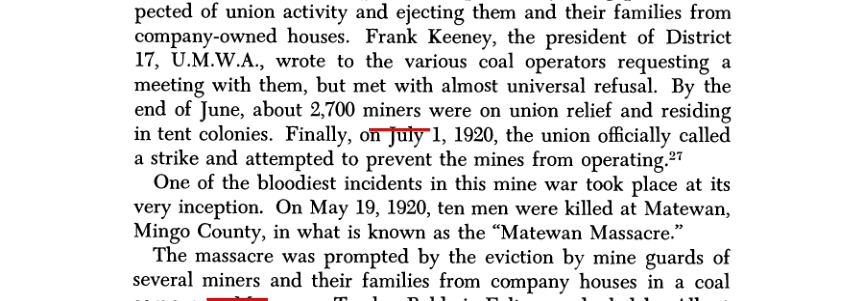 pected of union activity and ejecting them and their families from
company-owned houses. Frank Keeney, the president of District
17, U.M.W.A., wrote to the various coal operators requesting a
meeting with them, but met with almost universal refusal. By the
end of June, about 2,700 miners were on union relief and residing
in tent colonies. Finally, on July 1, 1920, the union officially called
a strike and attempted to prevent the mines from operating.²⁷
One of the bloodiest incidents in this mine war took place at its
very inception. On May 19, 1920, ten men were killed at Matewan,
Mingo County, in what is known as the “Matewan Massacre.”
The massacre was prompted by the eviction by mine guards of
several miners and their families from company houses in a coal